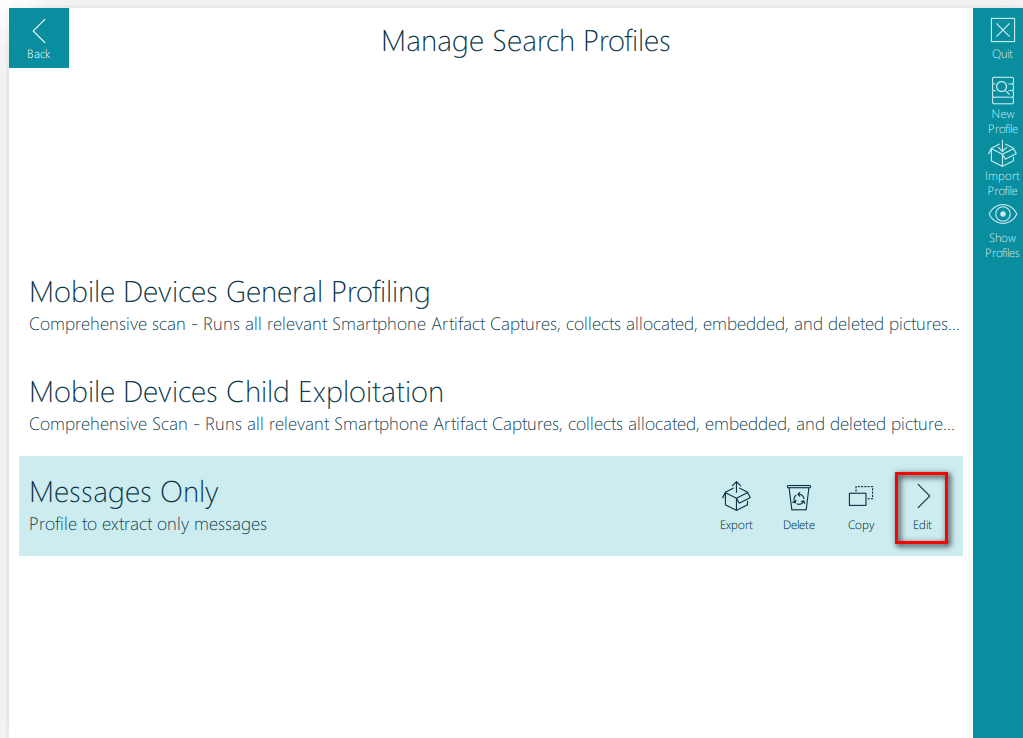 Back
Manage Search Profiles
Quit
New
Profile
Import
Profile
Show
Profiles
Mobile Devices General Profiling
Comprehensive scan - Runs all relevant Smartphone Artifact Captures, collects allocated, embedded, and deleted pictures...
Mobile Devices Child Exploitation
Comprehensive Scan - Runs all relevant Smartphone Artifact Captures, collects allocated, embedded, and deleted picture...
Messages Only
Profile to extract only messages
Export
Delete
Copy
Edit